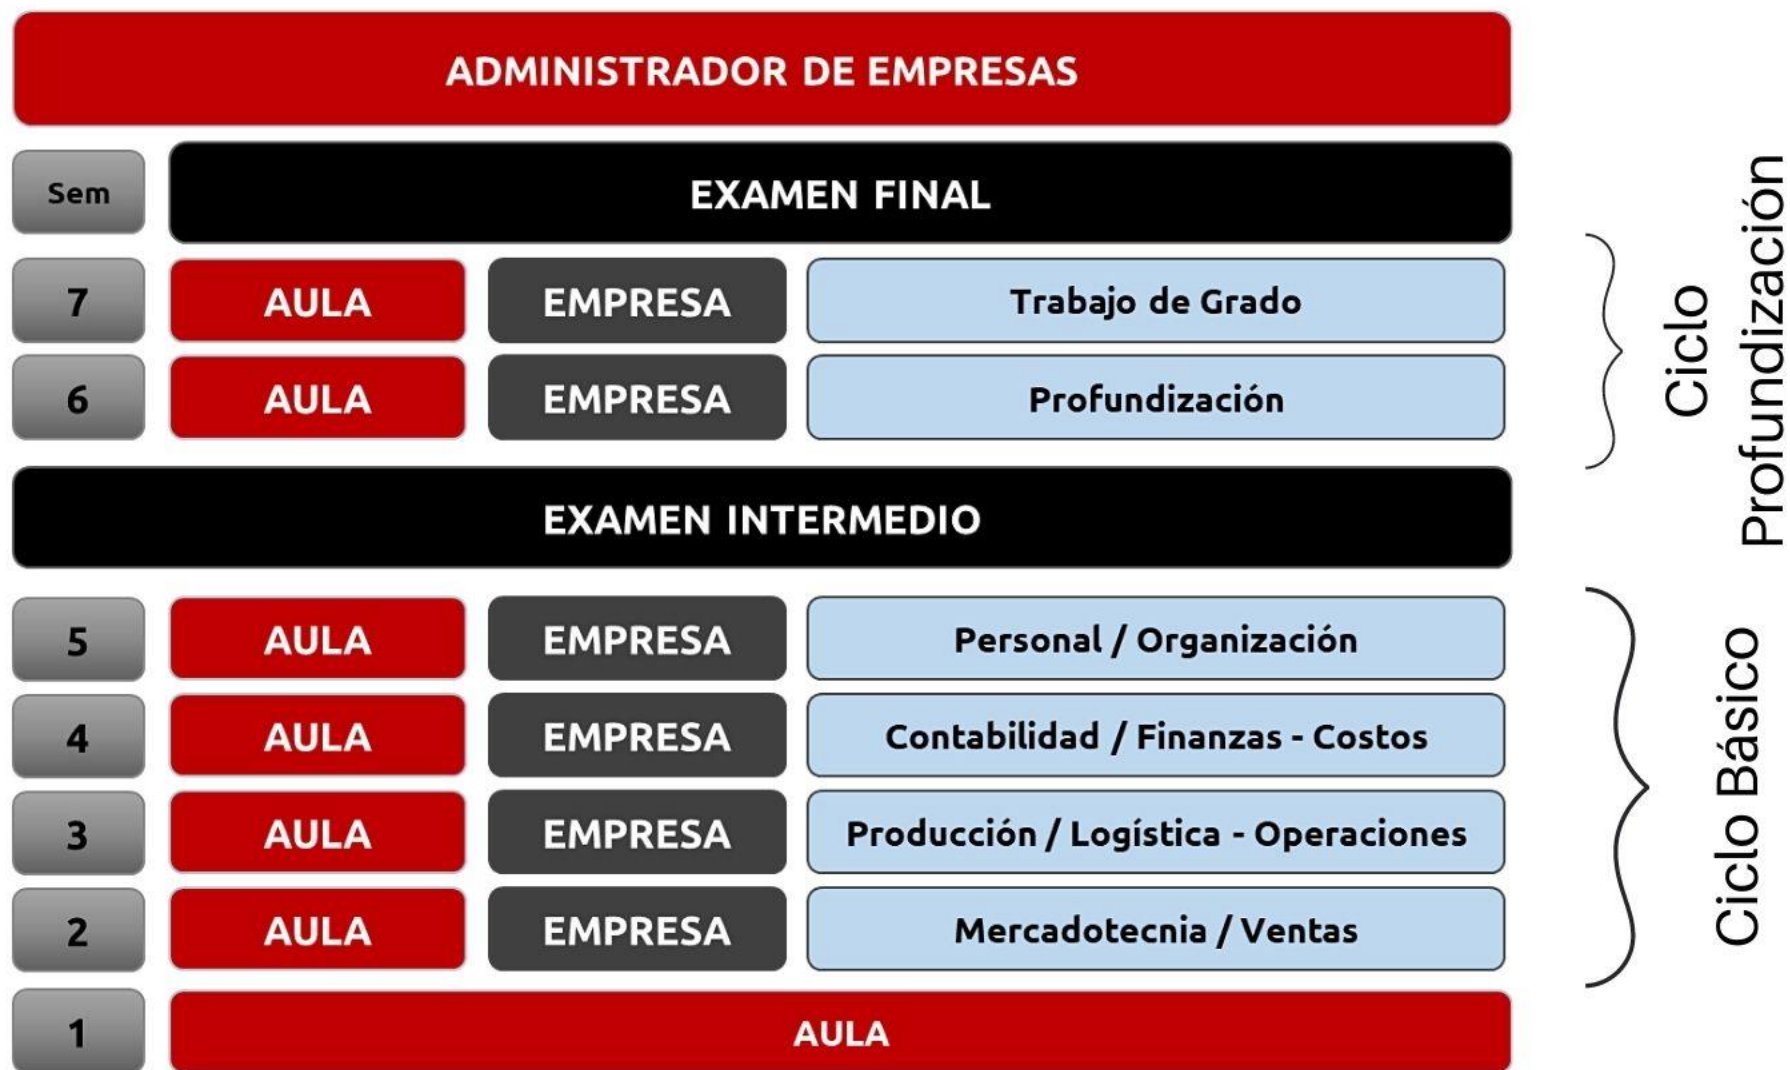 ADMINISTRADOR DE EMPRESAS
Sem EXAMEN FINAL
7 AULA EMPRESA Trabajo de Grado
6 AULA EMPRESA Profundización
Ciclo
Profundización
EXAMEN INTERMEDIO
5 AULA EMPRESA Personal / Organización
4 AULA EMPRESA Contabilidad / Finanzas - Costos
3 AULA EMPRESA Producción / Logística - Operaciones
2 AULA EMPRESA Mercadotecnia / Ventas
Ciclo Básico
1 AULA